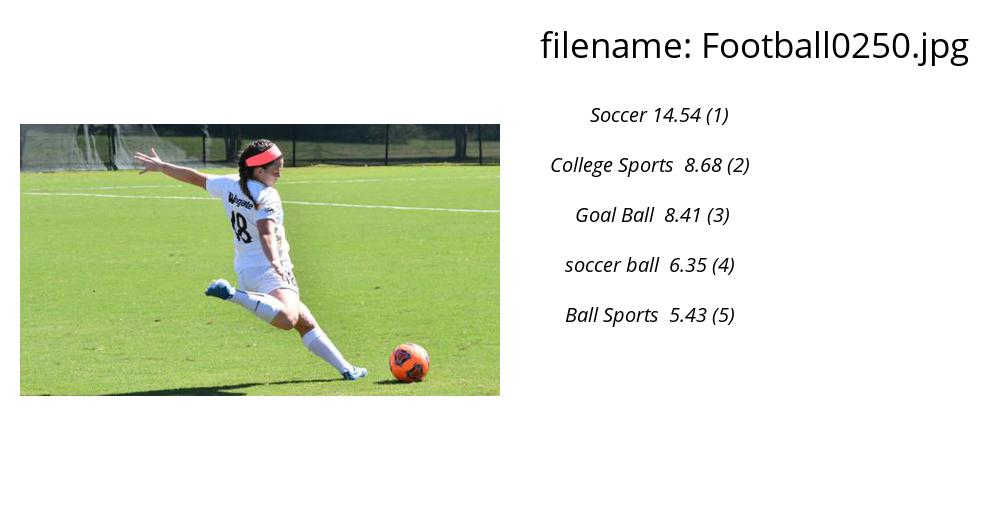 filename: Football0250.jpg
Soccer 14.54 (1)
College Sports 8.68 (2)
Goal Ball 8.41 (3)
soccer ball 6.35 (4)
Ball Sports 5.43 (5)
Wingate
18